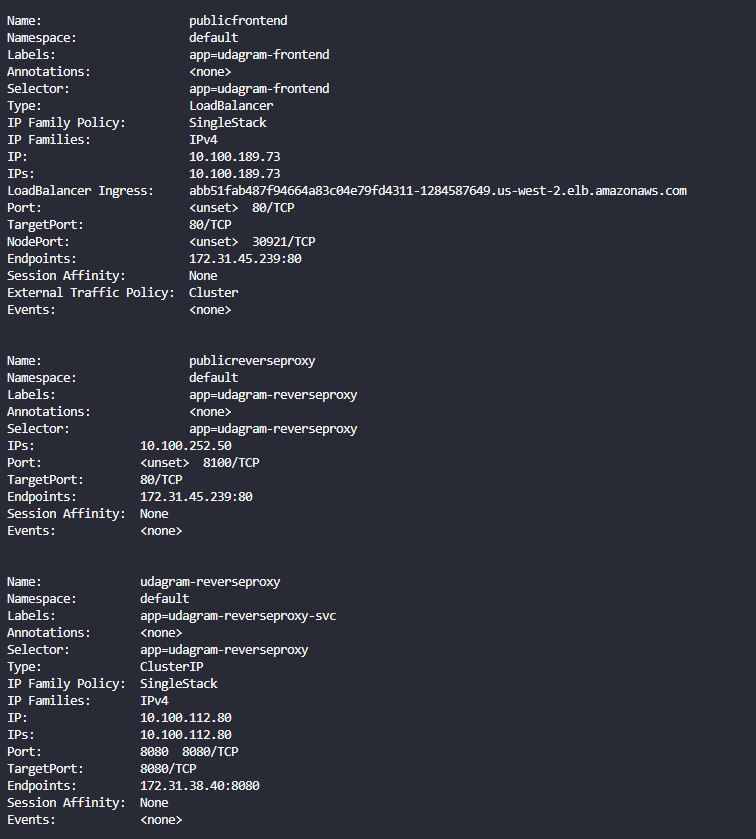 Name: publicfrontend
Namespace: default
Labels: app=udagram-frontend
Annotations: <none>
Selector: app=udagram-frontend
Type: LoadBalancer
IP Family Policy: SingleStack
IP Families: IPv4
IP: 10.100.189.73
IPs: 10.100.189.73
LoadBalancer Ingress: abb51fab487f94664a83c04e79fd4311-1284587649.us-west-2.elb.amazonaws.com
Port: <unset> 80/TCP
TargetPort: 80/TCP
NodePort: <unset> 30921/TCP
Endpoints: 172.31.45.239:80
Session Affinity: None
External Traffic Policy: Cluster
Events: <none>
Name: publicreverseproxy
Namespace: default
Labels: app=udagram-reverseproxy
Annotations: <none>
Selector: app=udagram-reverseproxy
IPs: 10.100.252.50
Port: <unset> 8100/TCP
TargetPort: 80/TCP
Endpoints: 172.31.45.239:80
Session Affinity: None
Events: <none>
Name: udagram-reverseproxy
Namespace: default
Labels: app=udagram-reverseproxy-svc
Annotations: <none>
Selector: app=udagram-reverseproxy
Type: ClusterIP
IP Family Policy: SingleStack
IP Families: IPv4
IP: 10.100.112.80
IPs: 10.100.112.80
Port: 8080 8080/TCP
TargetPort: 8080/TCP
Endpoints: 172.31.38.40:8080
Session Affinity: None
Events: <none>